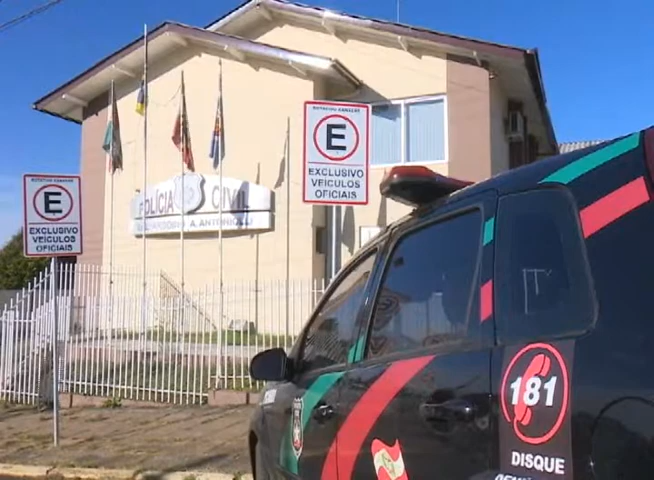 POLÍCIA CIVIL
E
EXCLUSIVO
VEÍCULOS
OFICIAIS
E
EXCLUSIVO
VEÍCULOS
OFICIAIS
181
DISQUE